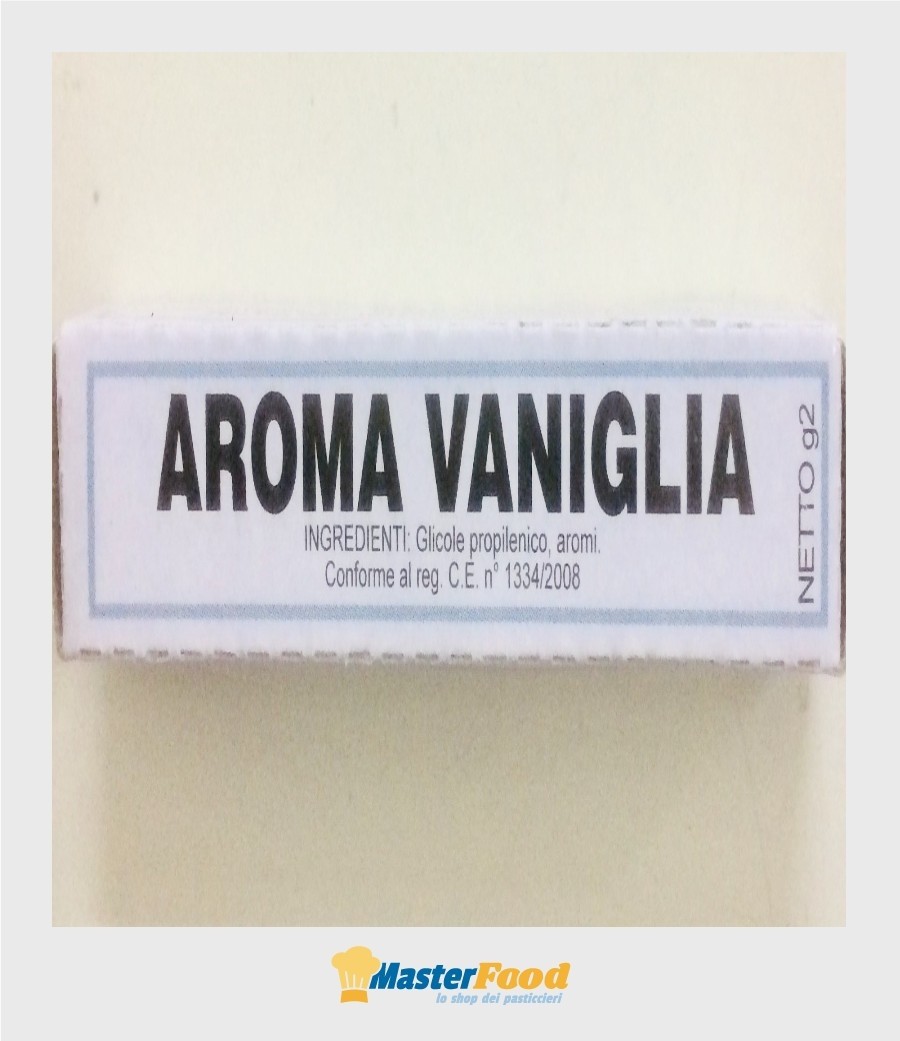 AROMA VANIGLIA
INGREDIENTI: Glicole propilenico, aromi.
Conforme al reg. C.E. n° 1334/2008
NETTO g2
MasterFood
lo shop dei pasticcieri